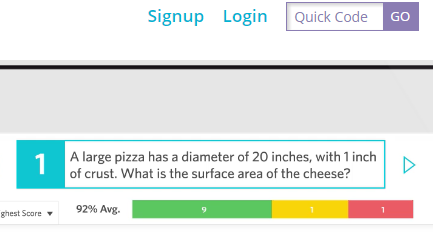 Signup Login Quick Code GO
1 A large pizza has a diameter of 20 inches, with 1 inch
of crust. What is the surface area of the cheese?
ghest Score 92% Avg. 9 1 1